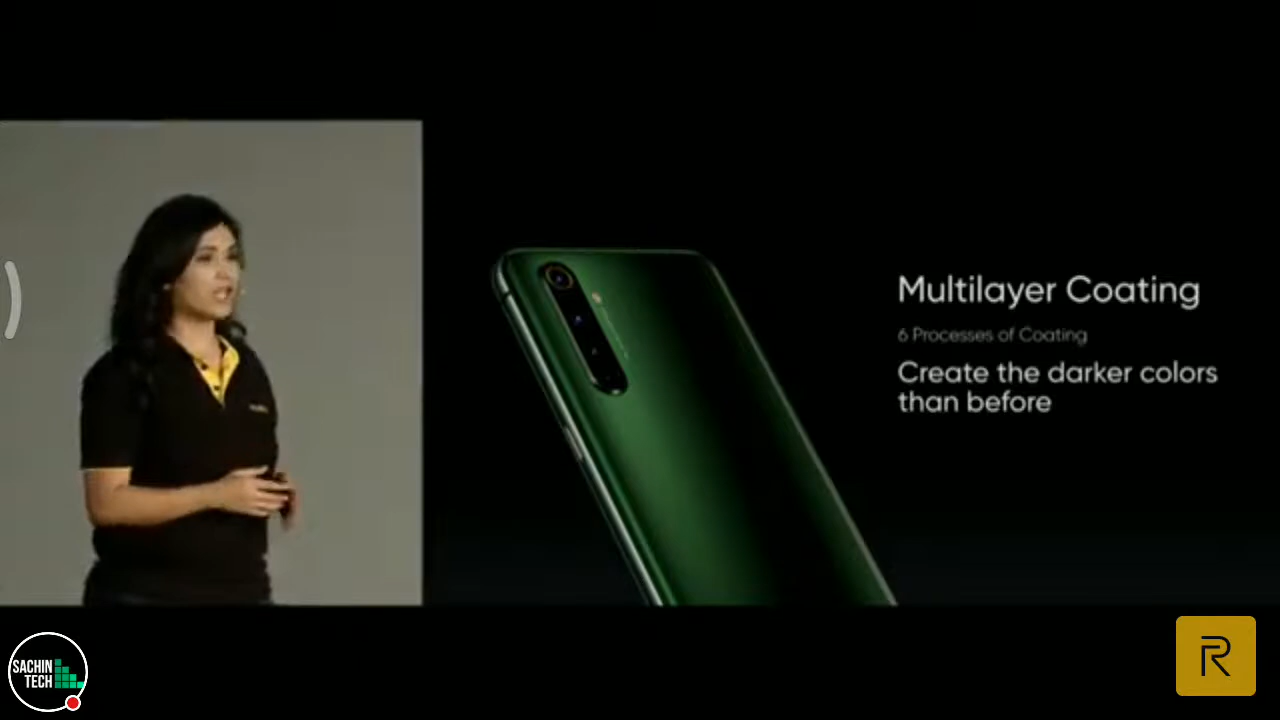 Multilayer Coating
6 Processes of Coating
Create the darker colors
than before
SACHIN
TECH
R